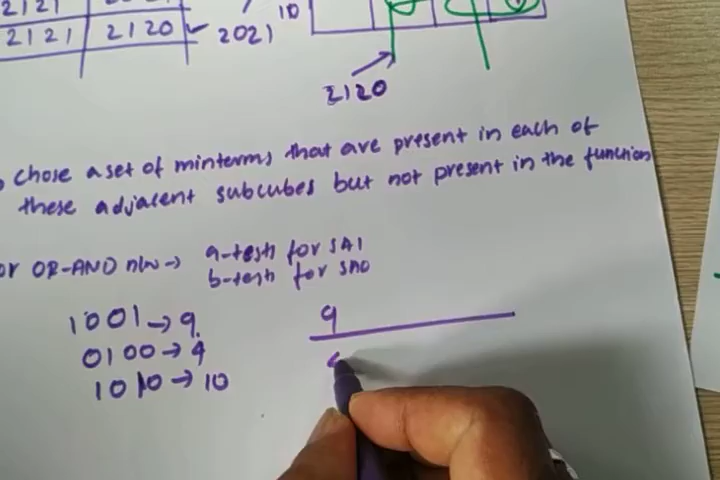 2121
2121 2120 ✓ 2021
10
2120
chose a set of minterms that are present in each of
these adjacent subcubes but not present in the function
OR-AND n/w → a-tests for SA1
b-tests for SA0
1001 → 9
0100 → 4
1010 → 10
9